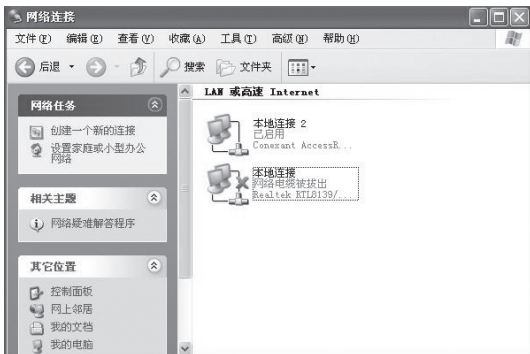 网络连接
文件(F) 编辑(E) 查看(V) 收藏(A) 工具(T) 高级(N) 帮助(H)
后退 搜索 文件夹
网络任务
创建一个新的连接
设置家庭或小型办公
网络
相关主题
网络疑难解答程序
其它位置
控制面板
网上邻居
我的文档
我的电脑
LAN 或高速 Internet
本地连接 2
已启用
Conexant AccessR...
本地连接
网络电缆被拔出
Realtek RTL8139/...